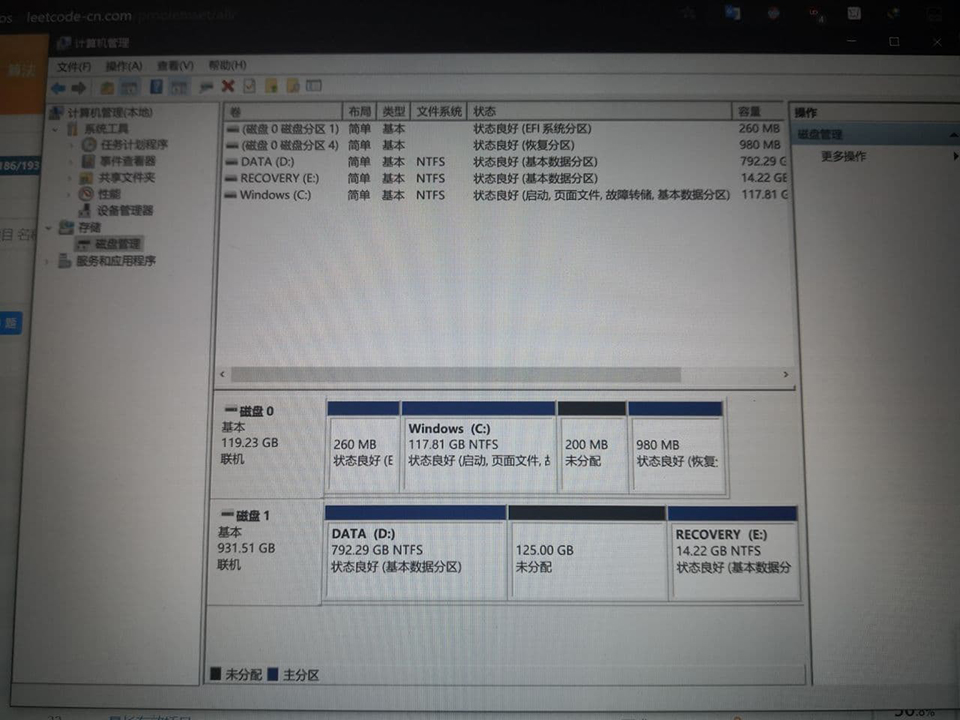 leetcode-cn.com/problemset/all/
计算机管理
文件(F) 操作(A) 查看(V) 帮助(H)
计算机管理(本地)
系统工具
任务计划程序
事件查看器
共享文件夹
性能
设备管理器
存储
磁盘管理
服务和应用程序
卷 布局 类型 文件系统 状态 容量
(磁盘 0 磁盘分区 1) 简单 基本 状态良好 (EFI 系统分区) 260 MB
(磁盘 0 磁盘分区 4) 简单 基本 状态良好 (恢复分区) 980 MB
DATA (D:) 简单 基本 NTFS 状态良好 (基本数据分区) 792.29 G
RECOVERY (E:) 简单 基本 NTFS 状态良好 (基本数据分区) 14.22 GE
Windows (C:) 简单 基本 NTFS 状态良好 (启动, 页面文件, 故障转储, 基本数据分区) 117.81 G
操作
磁盘管理
更多操作
磁盘 0
基本
119.23 GB
联机
260 MB
状态良好 (E
Windows (C:)
117.81 GB NTFS
状态良好 (启动, 页面文件,
200 MB
未分配
980 MB
状态良好 (恢复
磁盘 1
基本
931.51 GB
联机
DATA (D:)
792.29 GB NTFS
状态良好 (基本数据分区)
125.00 GB
未分配
RECOVERY (E:)
14.22 GB NTFS
状态良好 (基本数据分
未分配 主分区
186/193
算法
题